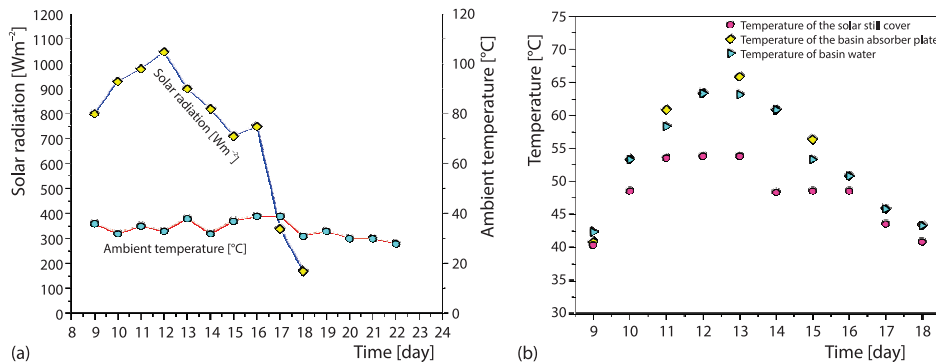 Solar radiation [Wm⁻²]
1200
1100
1000
900
800
700
600
500
400
300
200
100
0
8 9 10 11 12 13 14 15 16 17 18 19 20 21 22 23 24
Time [day]
120
100
80
60
40
20
0
Ambient temperature [°C]
Solar radiation [Wm⁻²]
Ambient temperature [°C]
(a)
Temperature [°C]
75
70
65
60
55
50
45
40
35
30
Temperature of the solar still cover
Temperature of the basin absorber plate
Temperature of basin water
9 10 11 12 13 14 15 16 17 18
Time [day]
(b)